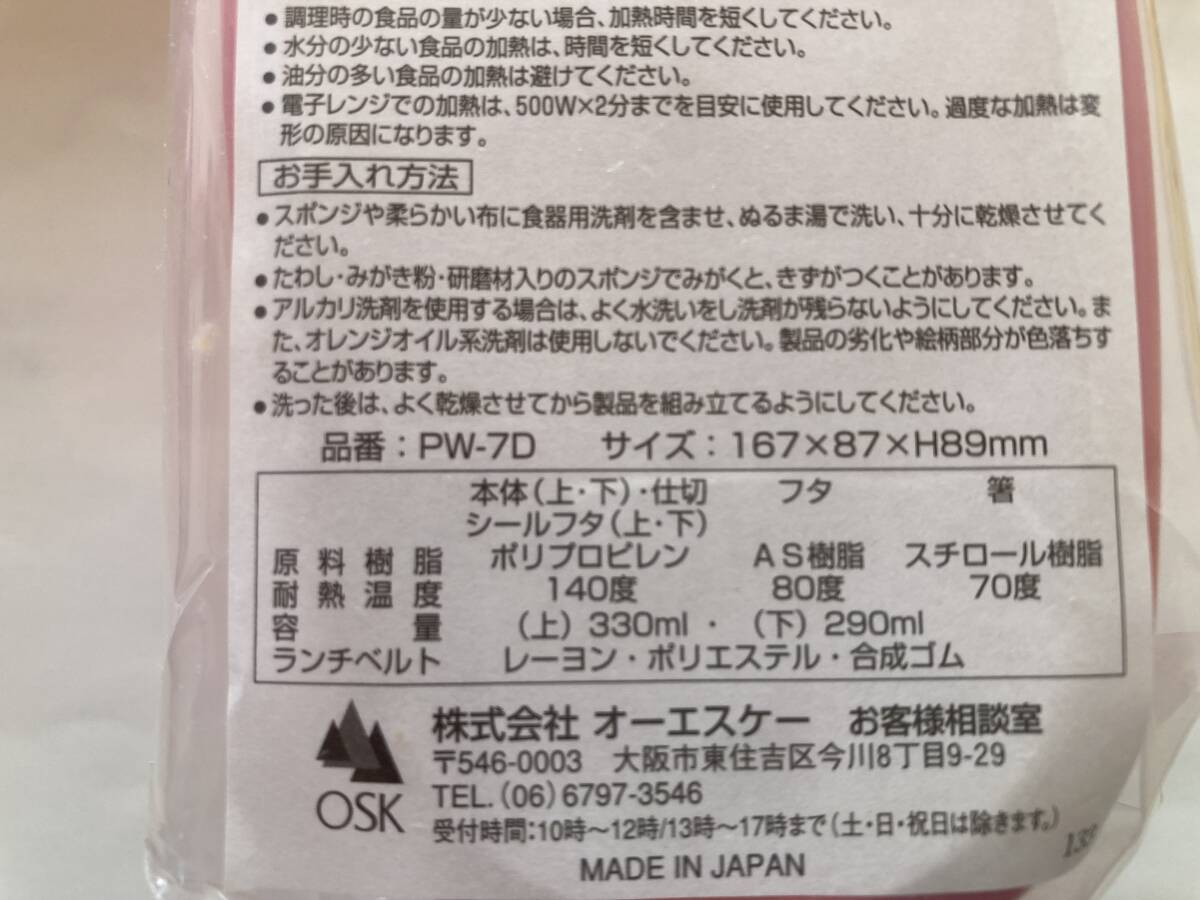 ●調理時の食品の量が少ない場合、加熱時間を短くしてください。
●水分の少ない食品の加熱は、時間を短くしてください。
●油分の多い食品の加熱は避けてください。
●電子レンジでの加熱は、500W×2分までを目安に使用してください。過度な加熱は変
形の原因になります。
お手入れ方法
●スポンジや柔らかい布に食器用洗剤を含ませ、ぬるま湯で洗い、十分に乾燥させてく
ださい。
●たわし・みがき粉・研磨材入りのスポンジでみがくと、きずがつくことがあります。
●アルカリ洗剤を使用する場合は、よく水洗いをし洗剤が残らないようにしてください。ま
た、オレンジオイル系洗剤は使用しないでください。製品の劣化や絵柄部分が色落ちす
ることがあります。
●洗った後は、よく乾燥させてから製品を組み立てるようにしてください。
品番：PW-7D サイズ：167×87×H89mm
本体（上・下）・仕切 フタ 箸
シールフタ（上・下）
原料樹脂 ポリプロピレン AS樹脂 スチロール樹脂
耐熱温度 140度 80度 70度
容量 （上）330ml・（下）290ml
ランチベルト レーヨン・ポリエステル・合成ゴム
株式会社 オーエスケー お客様相談室
〒546-0003 大阪市東住吉区今川8丁目9-29
OSK TEL.（06）6797-3546
受付時間：10時〜12時/13時〜17時まで（土・日・祝日は除きます。）
MADE IN JAPAN